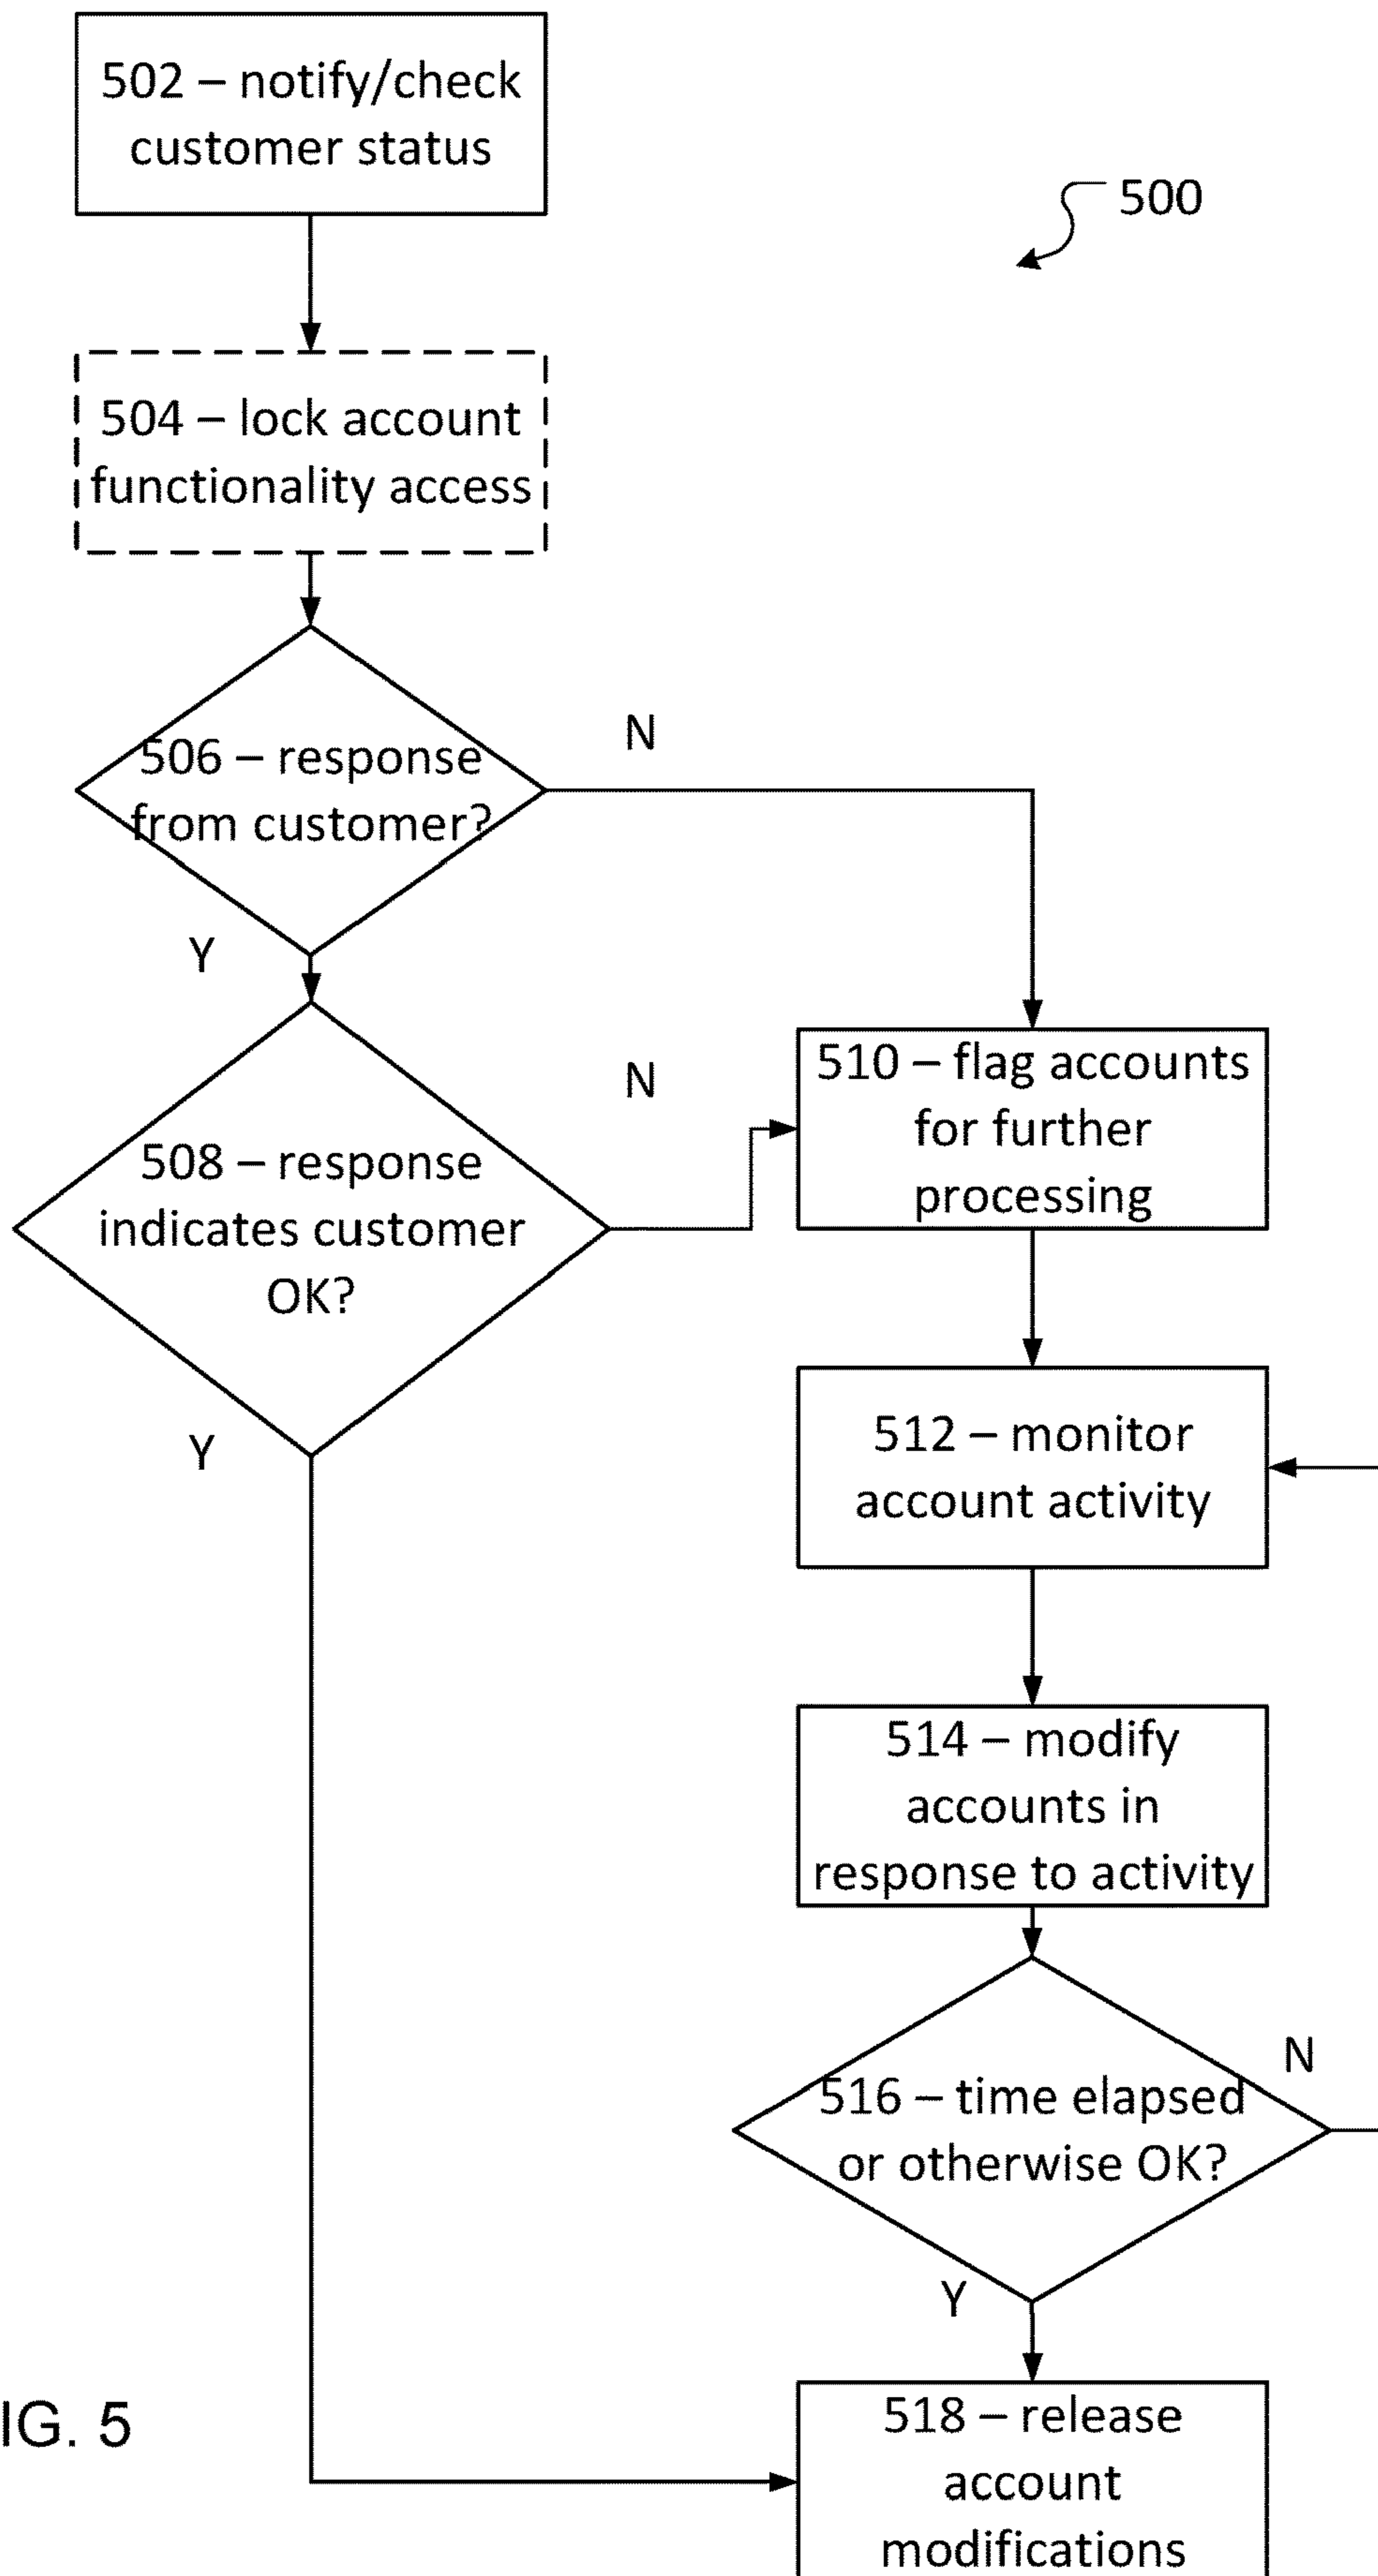 502 – notify/check
customer status
500
504 – lock account
functionality access
506 – response
from customer?
N
Y
508 – response
indicates customer
OK?
N
Y
510 – flag accounts
for further
processing
512 – monitor
account activity
514 – modify
accounts in
response to activity
516 – time elapsed
or otherwise OK?
N
Y
518 – release
account
modifications
IG. 5